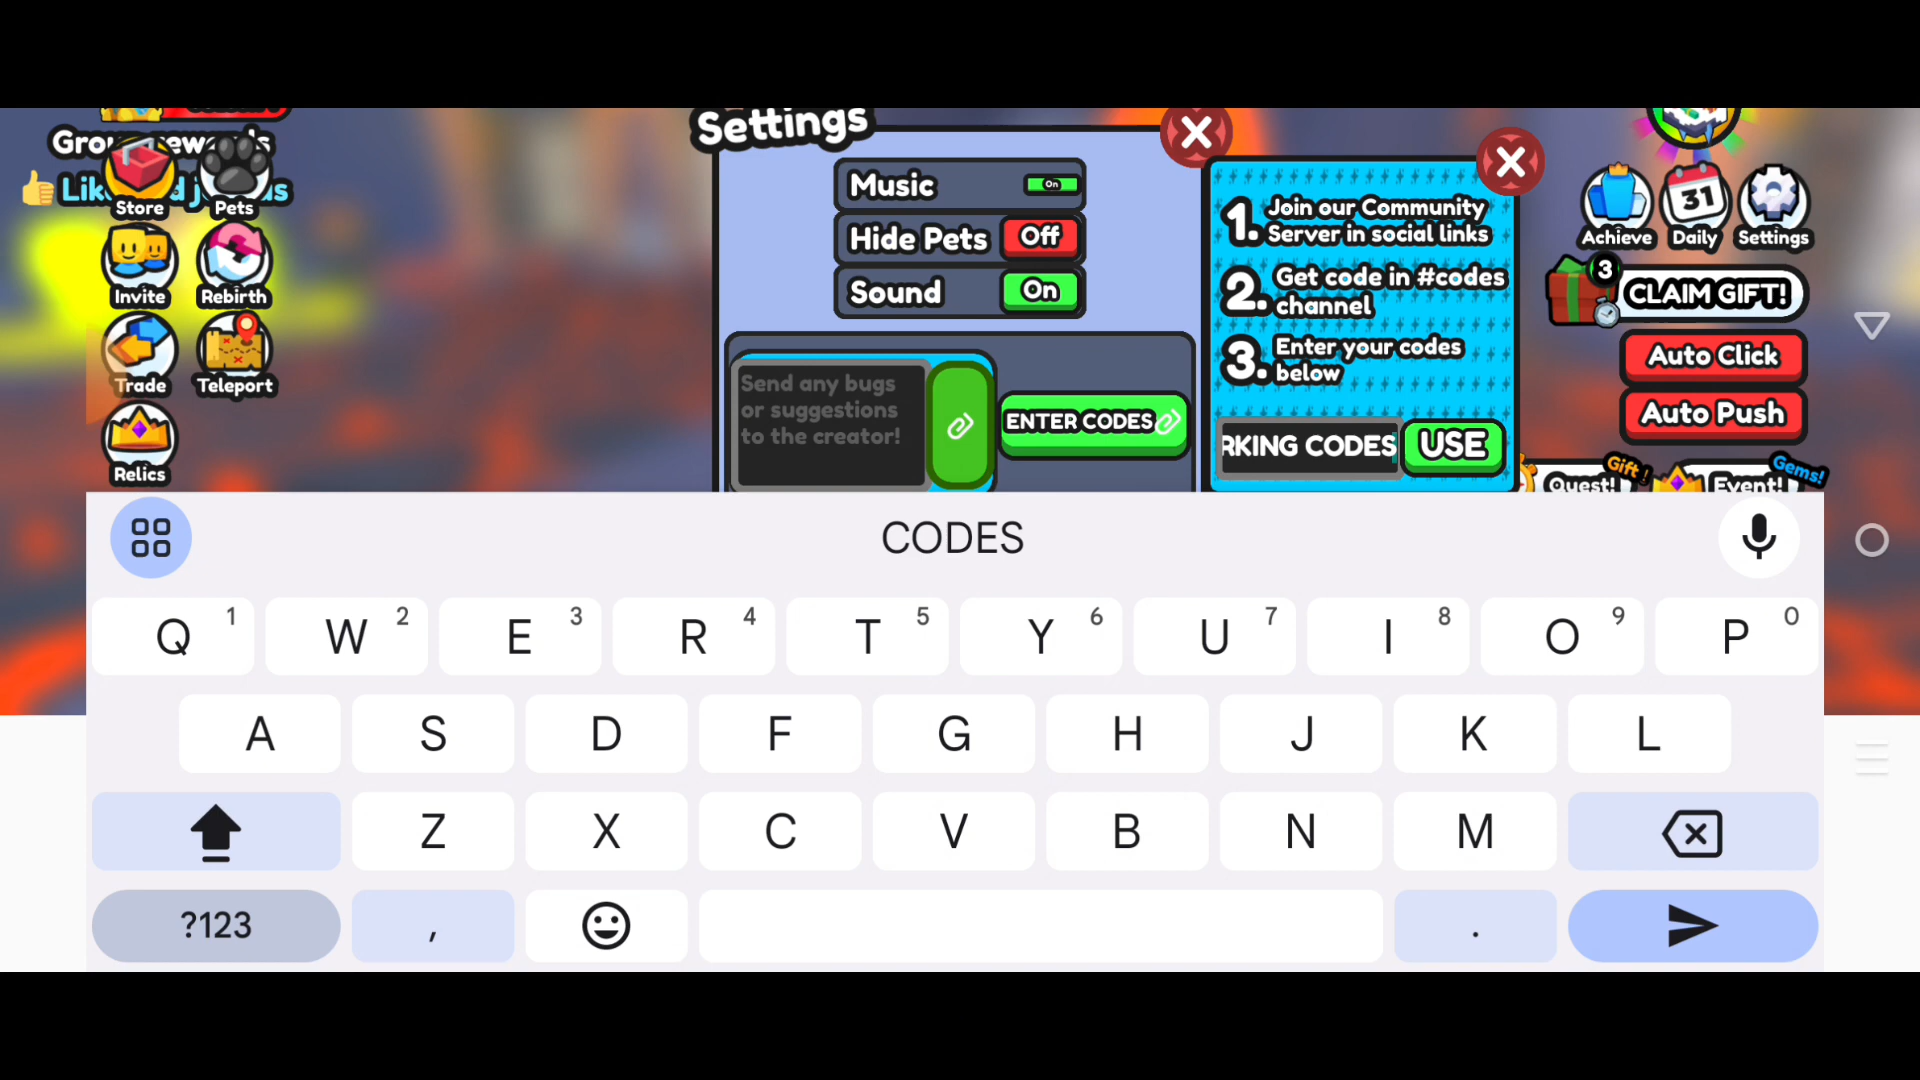 Settings
Store
Pets
Invite
Rebirth
Trade
Teleport
Relics
Music
On
Hide Pets
Off
Sound
On
Send any bugs
or suggestions
to the creator!
ENTER CODES
1. Join our Community
Server in social links
2. Get code in #codes
channel
3. Enter your codes
below
RKING CODES
USE
Achieve
31
Daily
Settings
3
CLAIM GIFT!
Auto Click
Auto Push
Gift!
Quest!
Gems!
Event!
CODES
Q 1 W 2 E 3 R 4 T 5 Y 6 U 7 I 8 O 9 P 0
A S D F G H J K L
Z X C V B N M
?123 , .